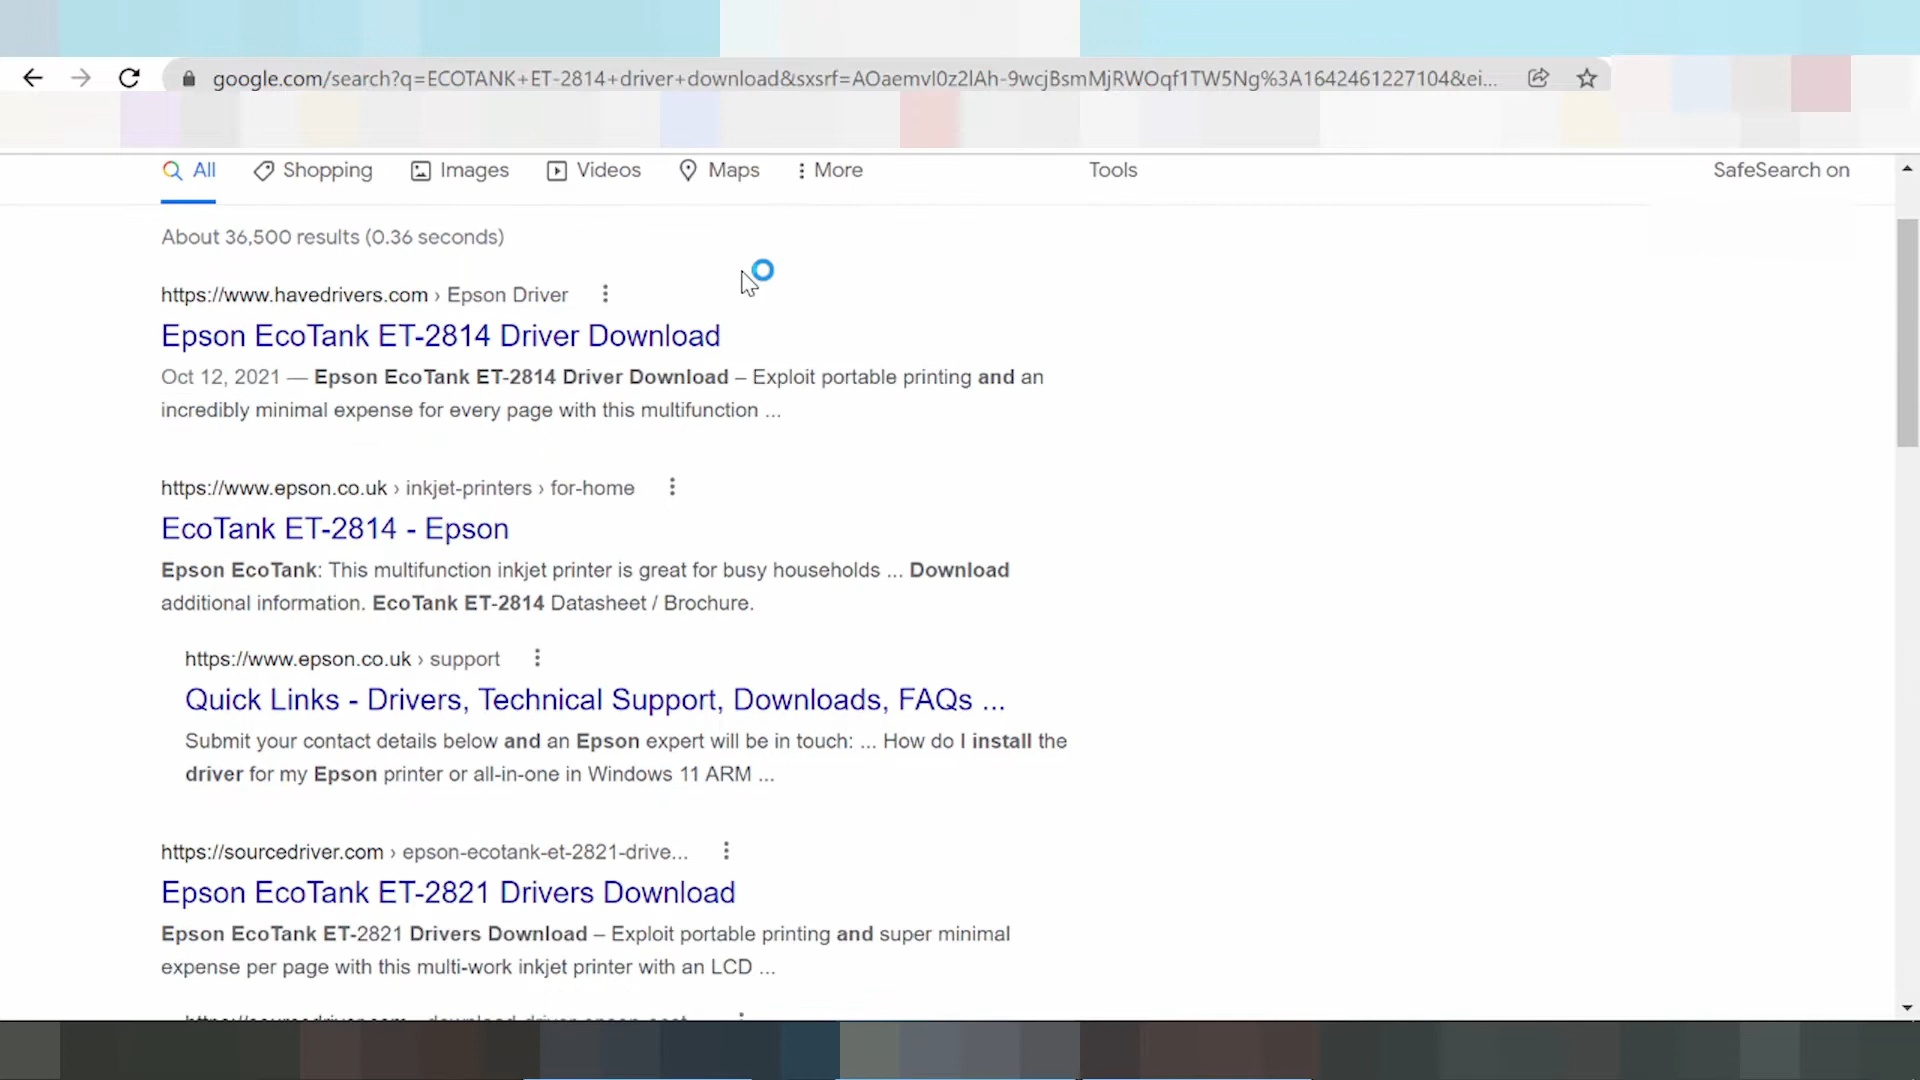 google.com/search?q=ECOTANK+ET-2814+driver+download&sxsrf=AOaemvl0z2lAh-9wcjBsmMjRWOqf1TW5Ng%3A1642461227104&ei...
All Shopping Images Videos Maps More Tools SafeSearch on
About 36,500 results (0.36 seconds)
https://www.havedrivers.com › Epson Driver
Epson EcoTank ET-2814 Driver Download
Oct 12, 2021 — Epson EcoTank ET-2814 Driver Download – Exploit portable printing and an
incredibly minimal expense for every page with this multifunction ...
https://www.epson.co.uk › inkjet-printers › for-home
EcoTank ET-2814 - Epson
Epson EcoTank: This multifunction inkjet printer is great for busy households ... Download
additional information. EcoTank ET-2814 Datasheet / Brochure.
https://www.epson.co.uk › support
Quick Links - Drivers, Technical Support, Downloads, FAQs ...
Submit your contact details below and an Epson expert will be in touch: ... How do I install the
driver for my Epson printer or all-in-one in Windows 11 ARM ...
https://sourcedriver.com › epson-ecotank-et-2821-drive...
Epson EcoTank ET-2821 Drivers Download
Epson EcoTank ET-2821 Drivers Download – Exploit portable printing and super minimal
expense per page with this multi-work inkjet printer with an LCD ...